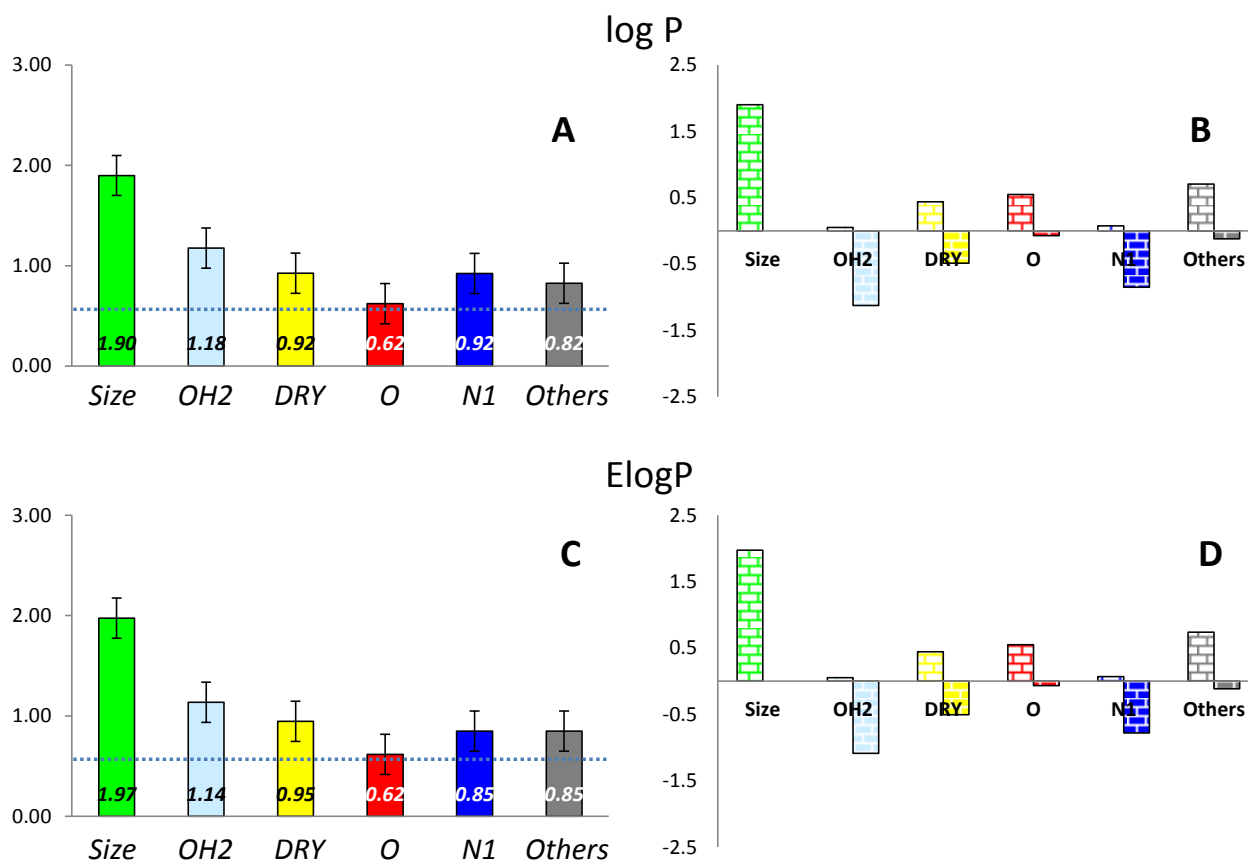 log P
3.00
2.00
1.00
0.00
A
1.90 1.18 0.92 0.62 0.92 0.82
Size OH2 DRY O N1 Others
2.5
1.5
0.5
-0.5
-1.5
-2.5
B
Size OH2 DRY O N1 Others
ElogP
3.00
2.00
1.00
0.00
C
1.97 1.14 0.95 0.62 0.85 0.85
Size OH2 DRY O N1 Others
2.5
1.5
0.5
-0.5
-1.5
-2.5
D
Size OH2 DRY O N1 Others